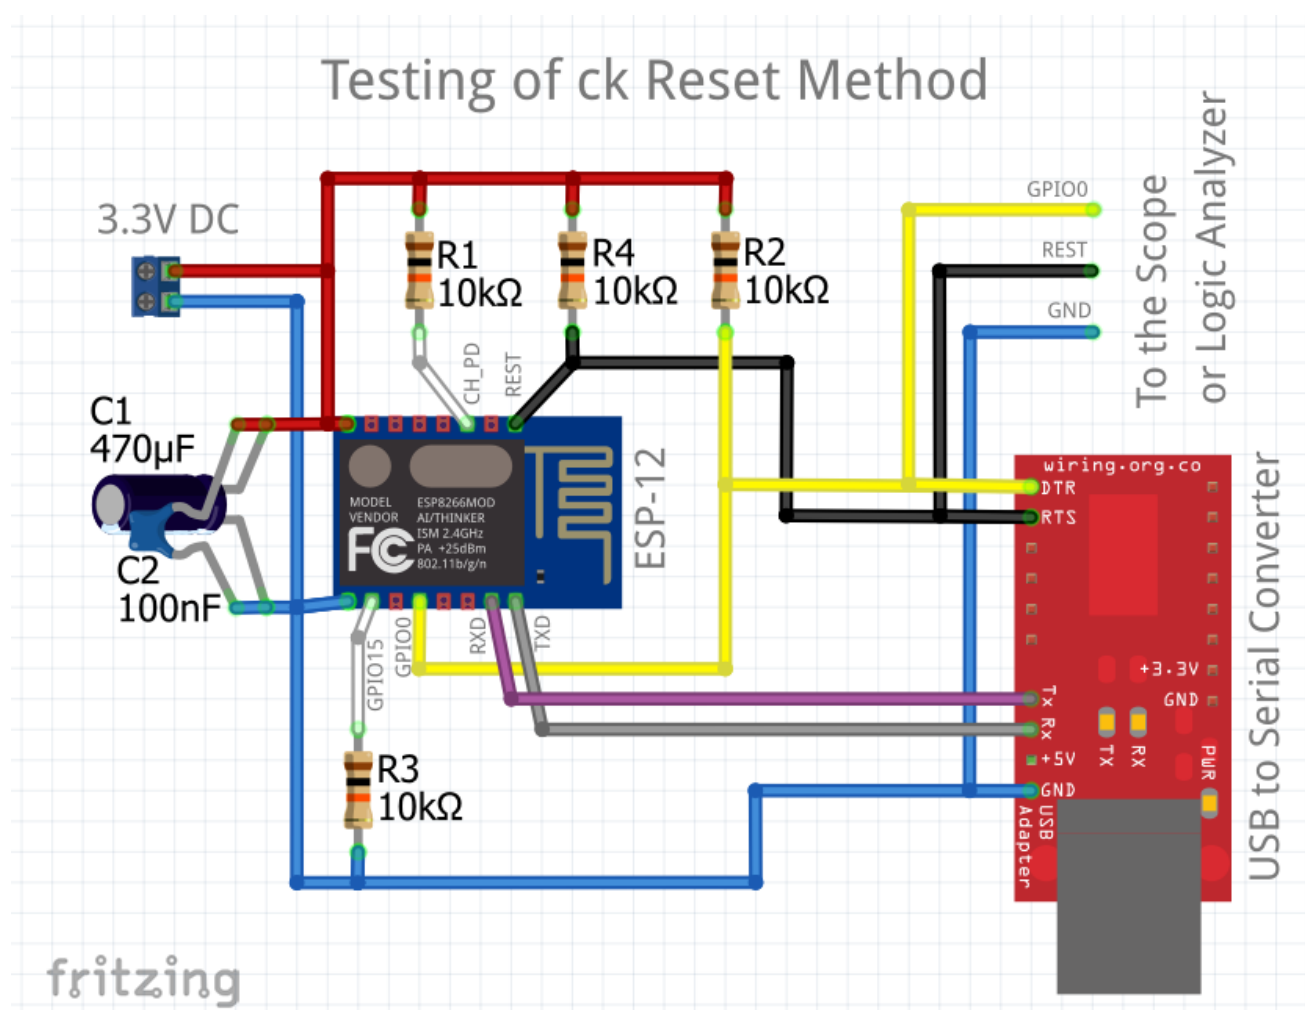 Testing of ck Reset Method
3.3V DC
R1
10kΩ
R4
10kΩ
R2
10kΩ
GPIO0
REST
GND
To the Scope
or Logic Analyzer
CH_PD
REST
C1
470µF
C2
100nF
MODEL
VENDOR
ESP8266MOD
AI/THINKER
ISM 2.4GHz
PA +25dBm
802.11b/g/n
FC
ESP-12
GPIO15
GPIO0
RXD
TXD
R3
10kΩ
wiring.org.co
DTR
RTS
+3.3V
GND
Tx
Rx
+5V
GND
TX
RX
PWR
USB
Adapter
USB to Serial Converter
fritzing